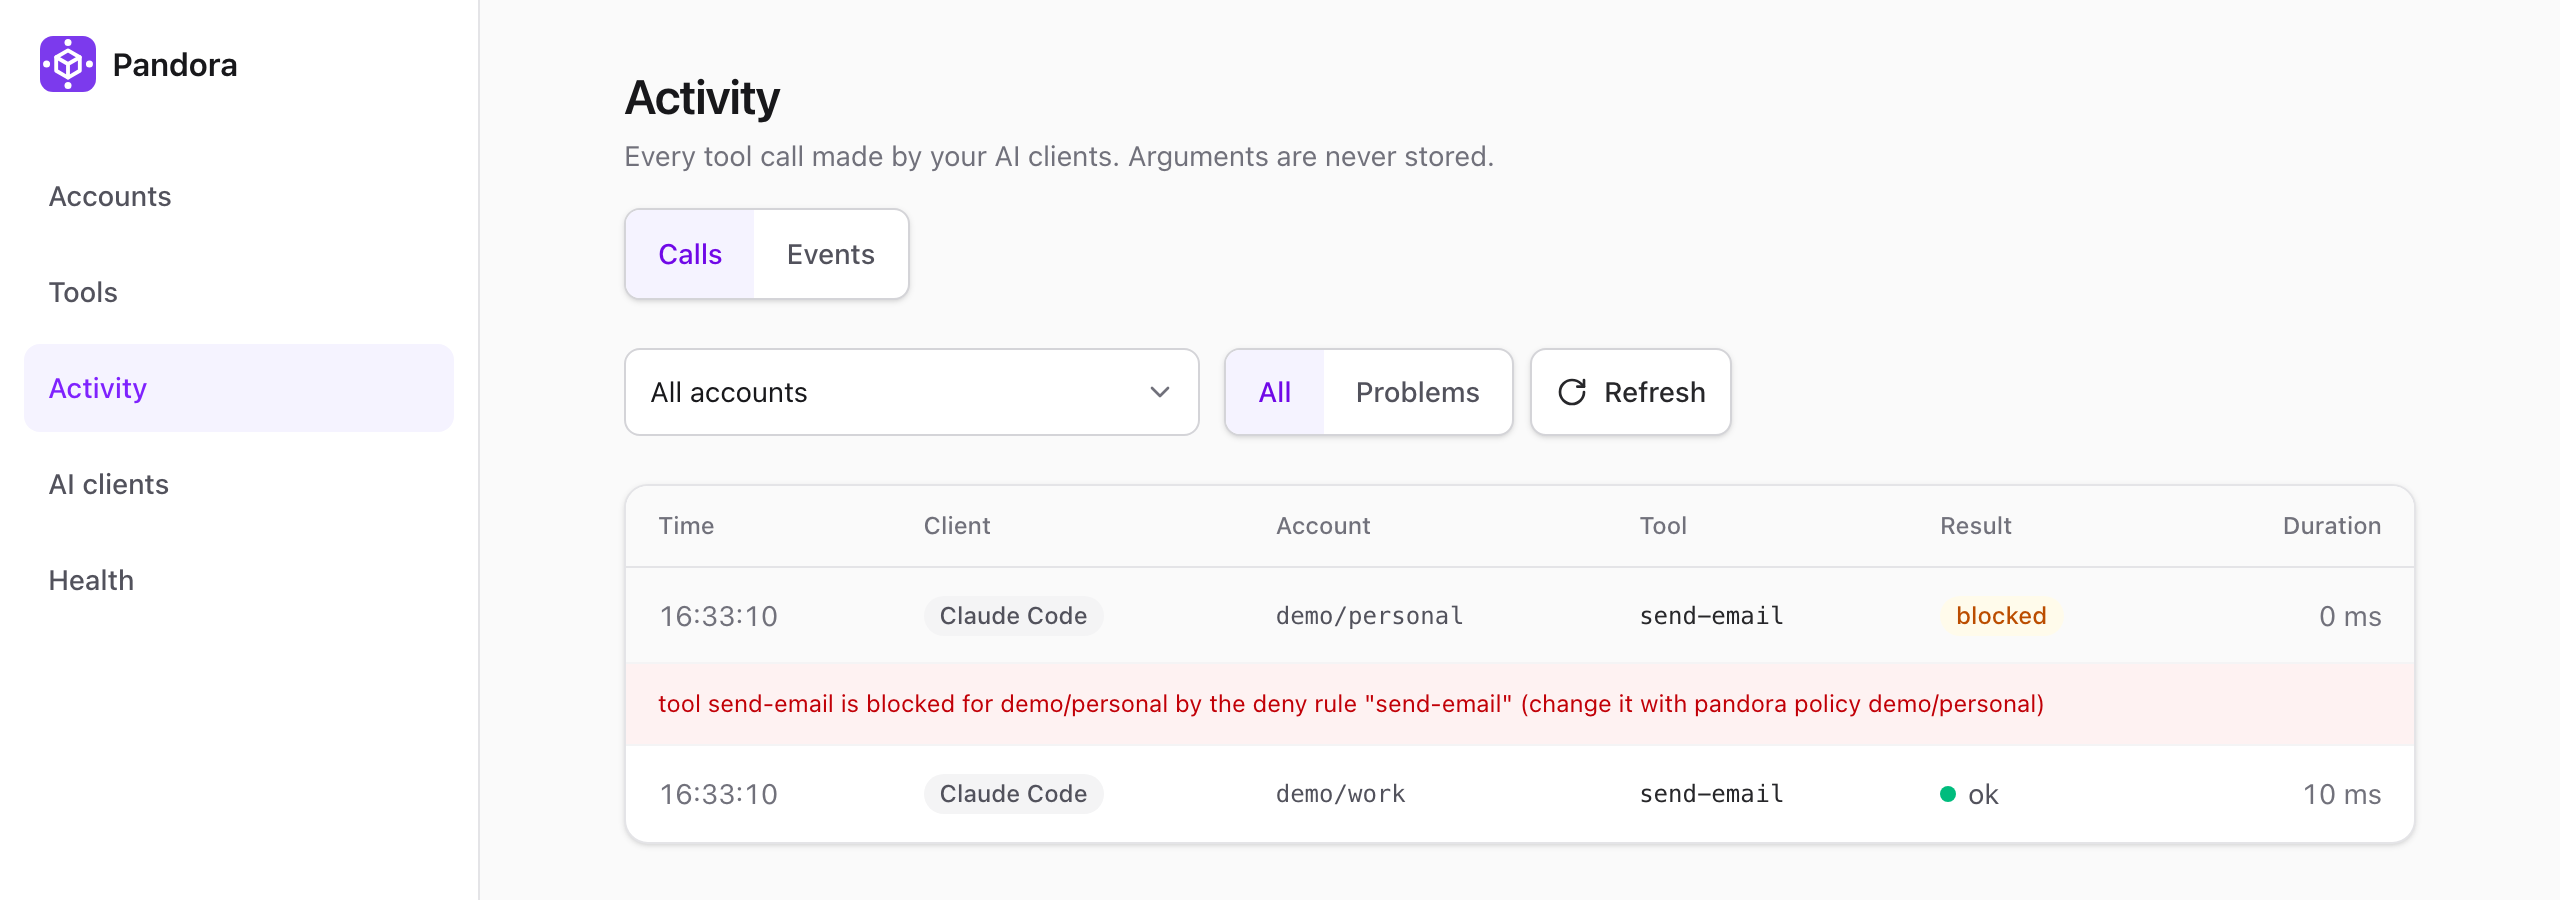 Pandora
Accounts
Tools
Activity
AI clients
Health
Activity
Every tool call made by your AI clients. Arguments are never stored.
Calls Events
All accounts All Problems Refresh
Time Client Account Tool Result Duration
16:33:10 Claude Code demo/personal send-email blocked 0 ms
tool send-email is blocked for demo/personal by the deny rule "send-email" (change it with pandora policy demo/personal)
16:33:10 Claude Code demo/work send-email ok 10 ms